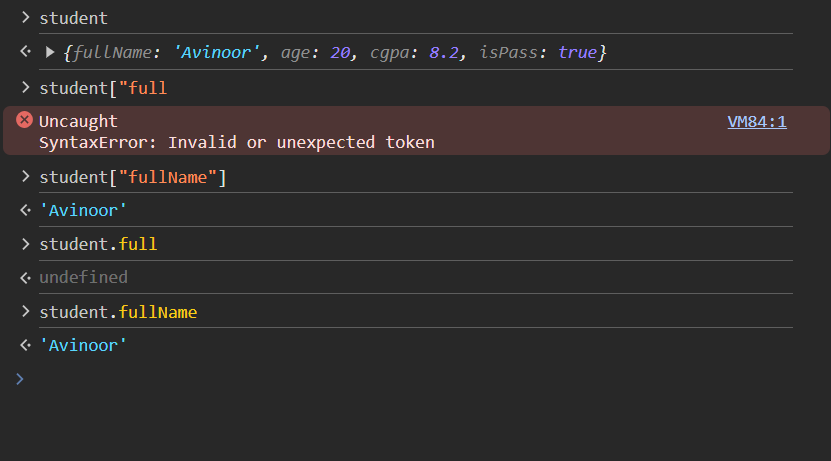 > student
<· ▶ {fullName: 'Avinoor', age: 20, cgpa: 8.2, isPass: true}
> student["full
Uncaught VM84:1
SyntaxError: Invalid or unexpected token
> student["fullName"]
<· 'Avinoor'
> student.full
<· undefined
> student.fullName
<· 'Avinoor'
>